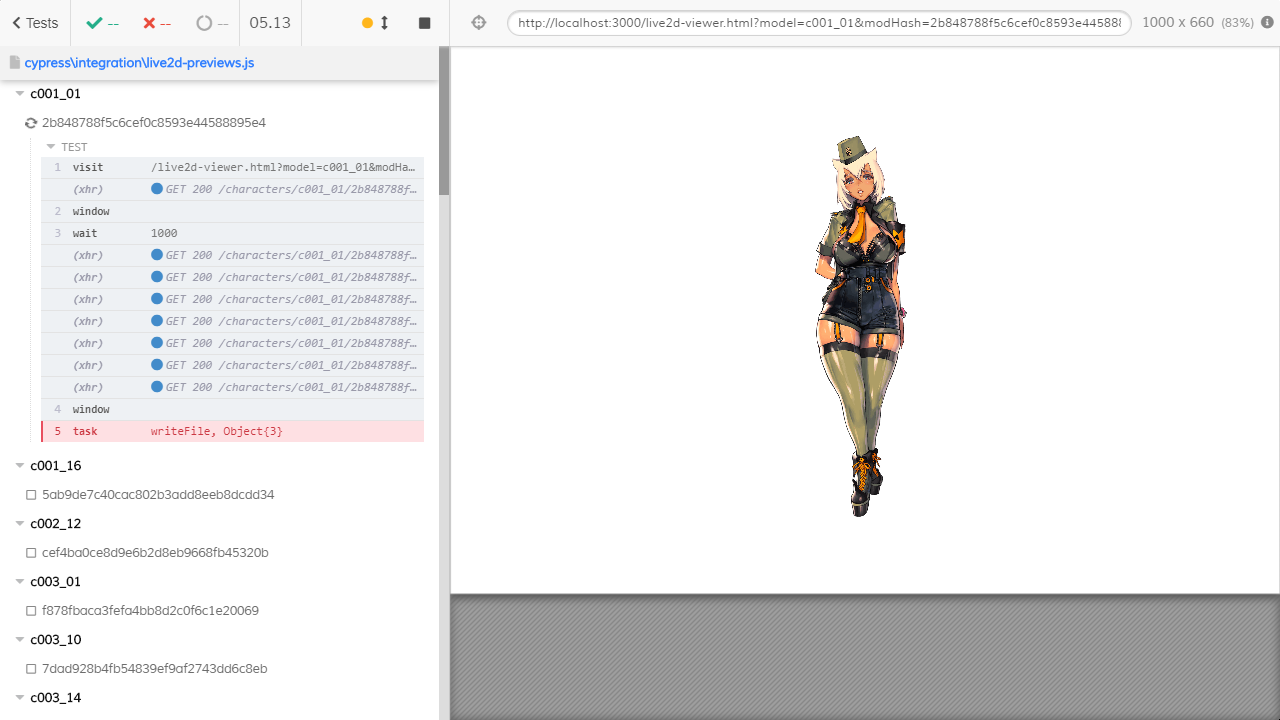 Tests -- -- -- 05.13
http://localhost:3000/live2d-viewer.html?model=c001_01&modHash=2b848788f5c6cef0c8593e445888 1000 x 660 (83%)
cypress\integration\live2d-previews.js
c001_01
2b848788f5c6cef0c8593e44588895e4
TEST
1 visit /live2d-viewer.html?model=c001_01&modHa…
(xhr) GET 200 /characters/c001_01/2b848788f…
2 window
3 wait 1000
(xhr) GET 200 /characters/c001_01/2b848788f…
(xhr) GET 200 /characters/c001_01/2b848788f…
(xhr) GET 200 /characters/c001_01/2b848788f…
(xhr) GET 200 /characters/c001_01/2b848788f…
(xhr) GET 200 /characters/c001_01/2b848788f…
(xhr) GET 200 /characters/c001_01/2b848788f…
(xhr) GET 200 /characters/c001_01/2b848788f…
4 window
5 task writeFile, Object{3}
c001_16
5ab9de7c40cac802b3add8eeb8dcdd34
c002_12
cef4ba0ce8d9e6b2d8eb9668fb45320b
c003_01
f878fbaca3fefa4bb8d2c0f6c1e20069
c003_10
7dad928b4fb54839ef9af2743dd6c8eb
c003_14